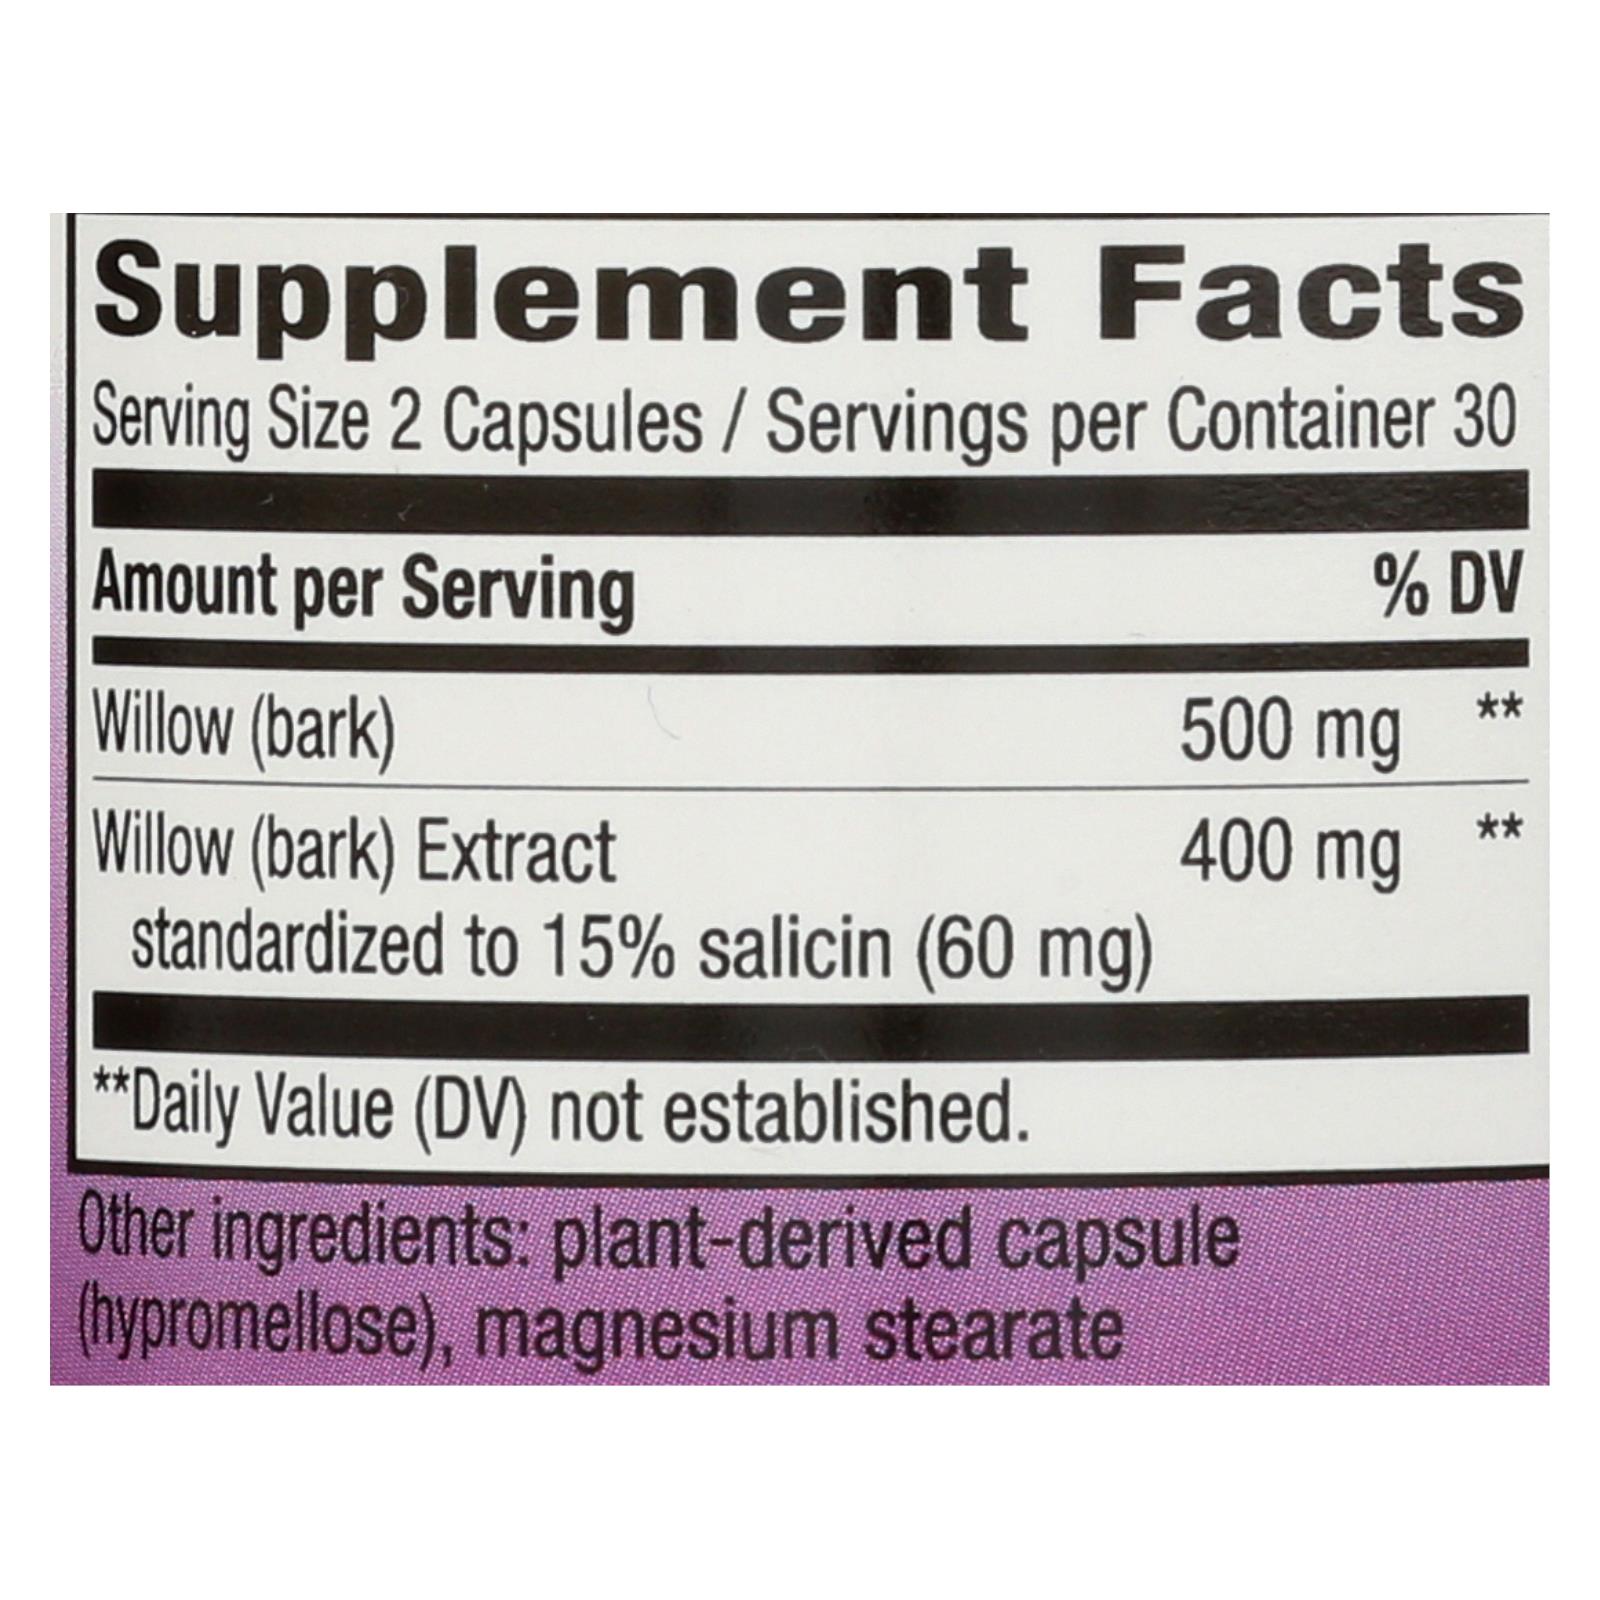 Supplement Facts
Serving Size 2 Capsules / Servings per Container 30
Amount per Serving % DV
Willow (bark) 500 mg **
Willow (bark) Extract 400 mg **
standardized to 15% salicin (60 mg)
**Daily Value (DV) not established.
Other ingredients: plant-derived capsule
(hypromellose), magnesium stearate